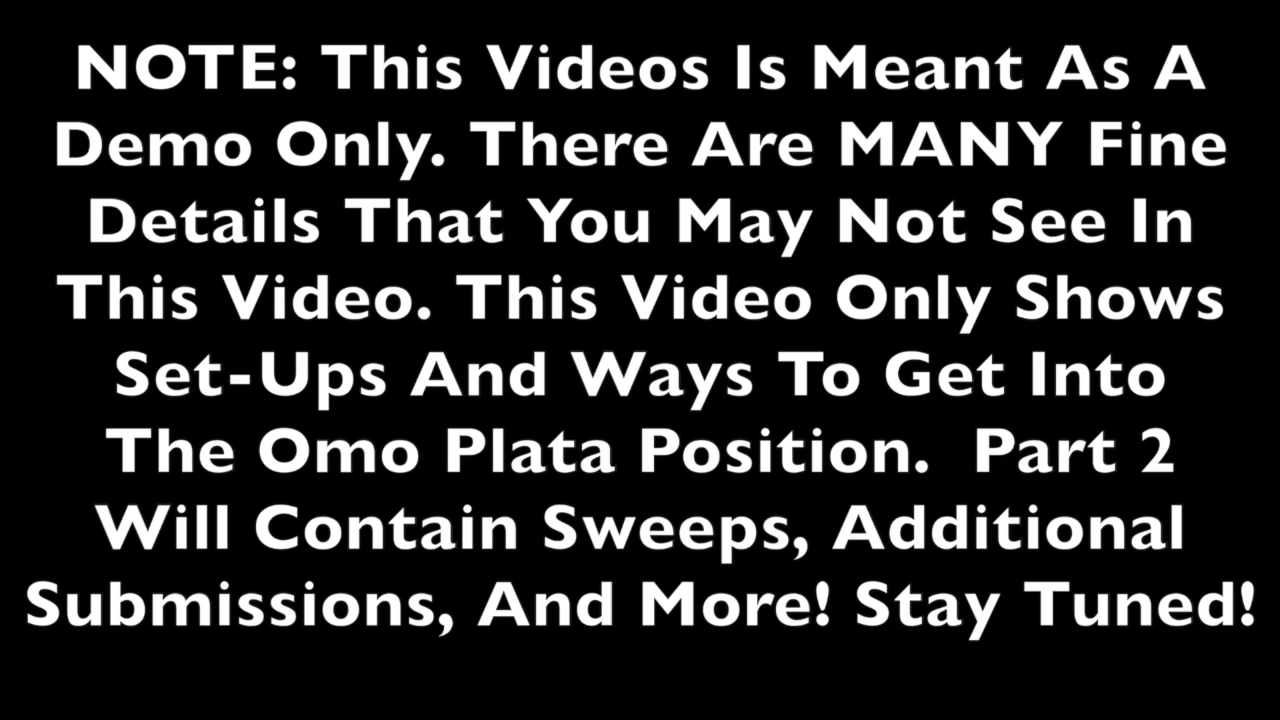 NOTE: This Videos Is Meant As A
Demo Only. There Are MANY Fine
Details That You May Not See In
This Video. This Video Only Shows
Set-Ups And Ways To Get Into
The Omo Plata Position.  Part 2
Will Contain Sweeps, Additional
Submissions, And More! Stay Tuned!